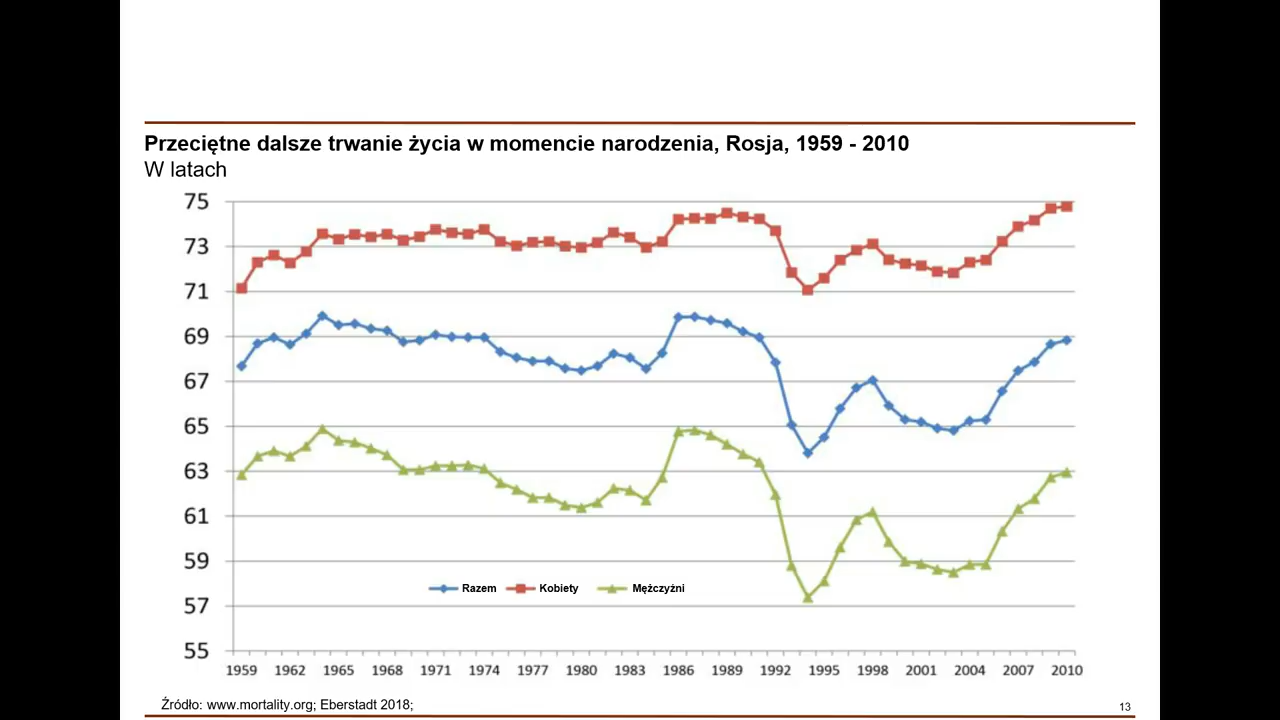 Przeciętne dalsze trwanie życia w momencie narodzenia, Rosja, 1959 - 2010
W latach
75
73
71
69
67
65
63
61
59
57
55
Razem Kobiety Mężczyżni
1959 1962 1965 1968 1971 1974 1977 1980 1983 1986 1989 1992 1995 1998 2001 2004 2007 2010
Źródło: www.mortality.org; Eberstadt 2018;
13